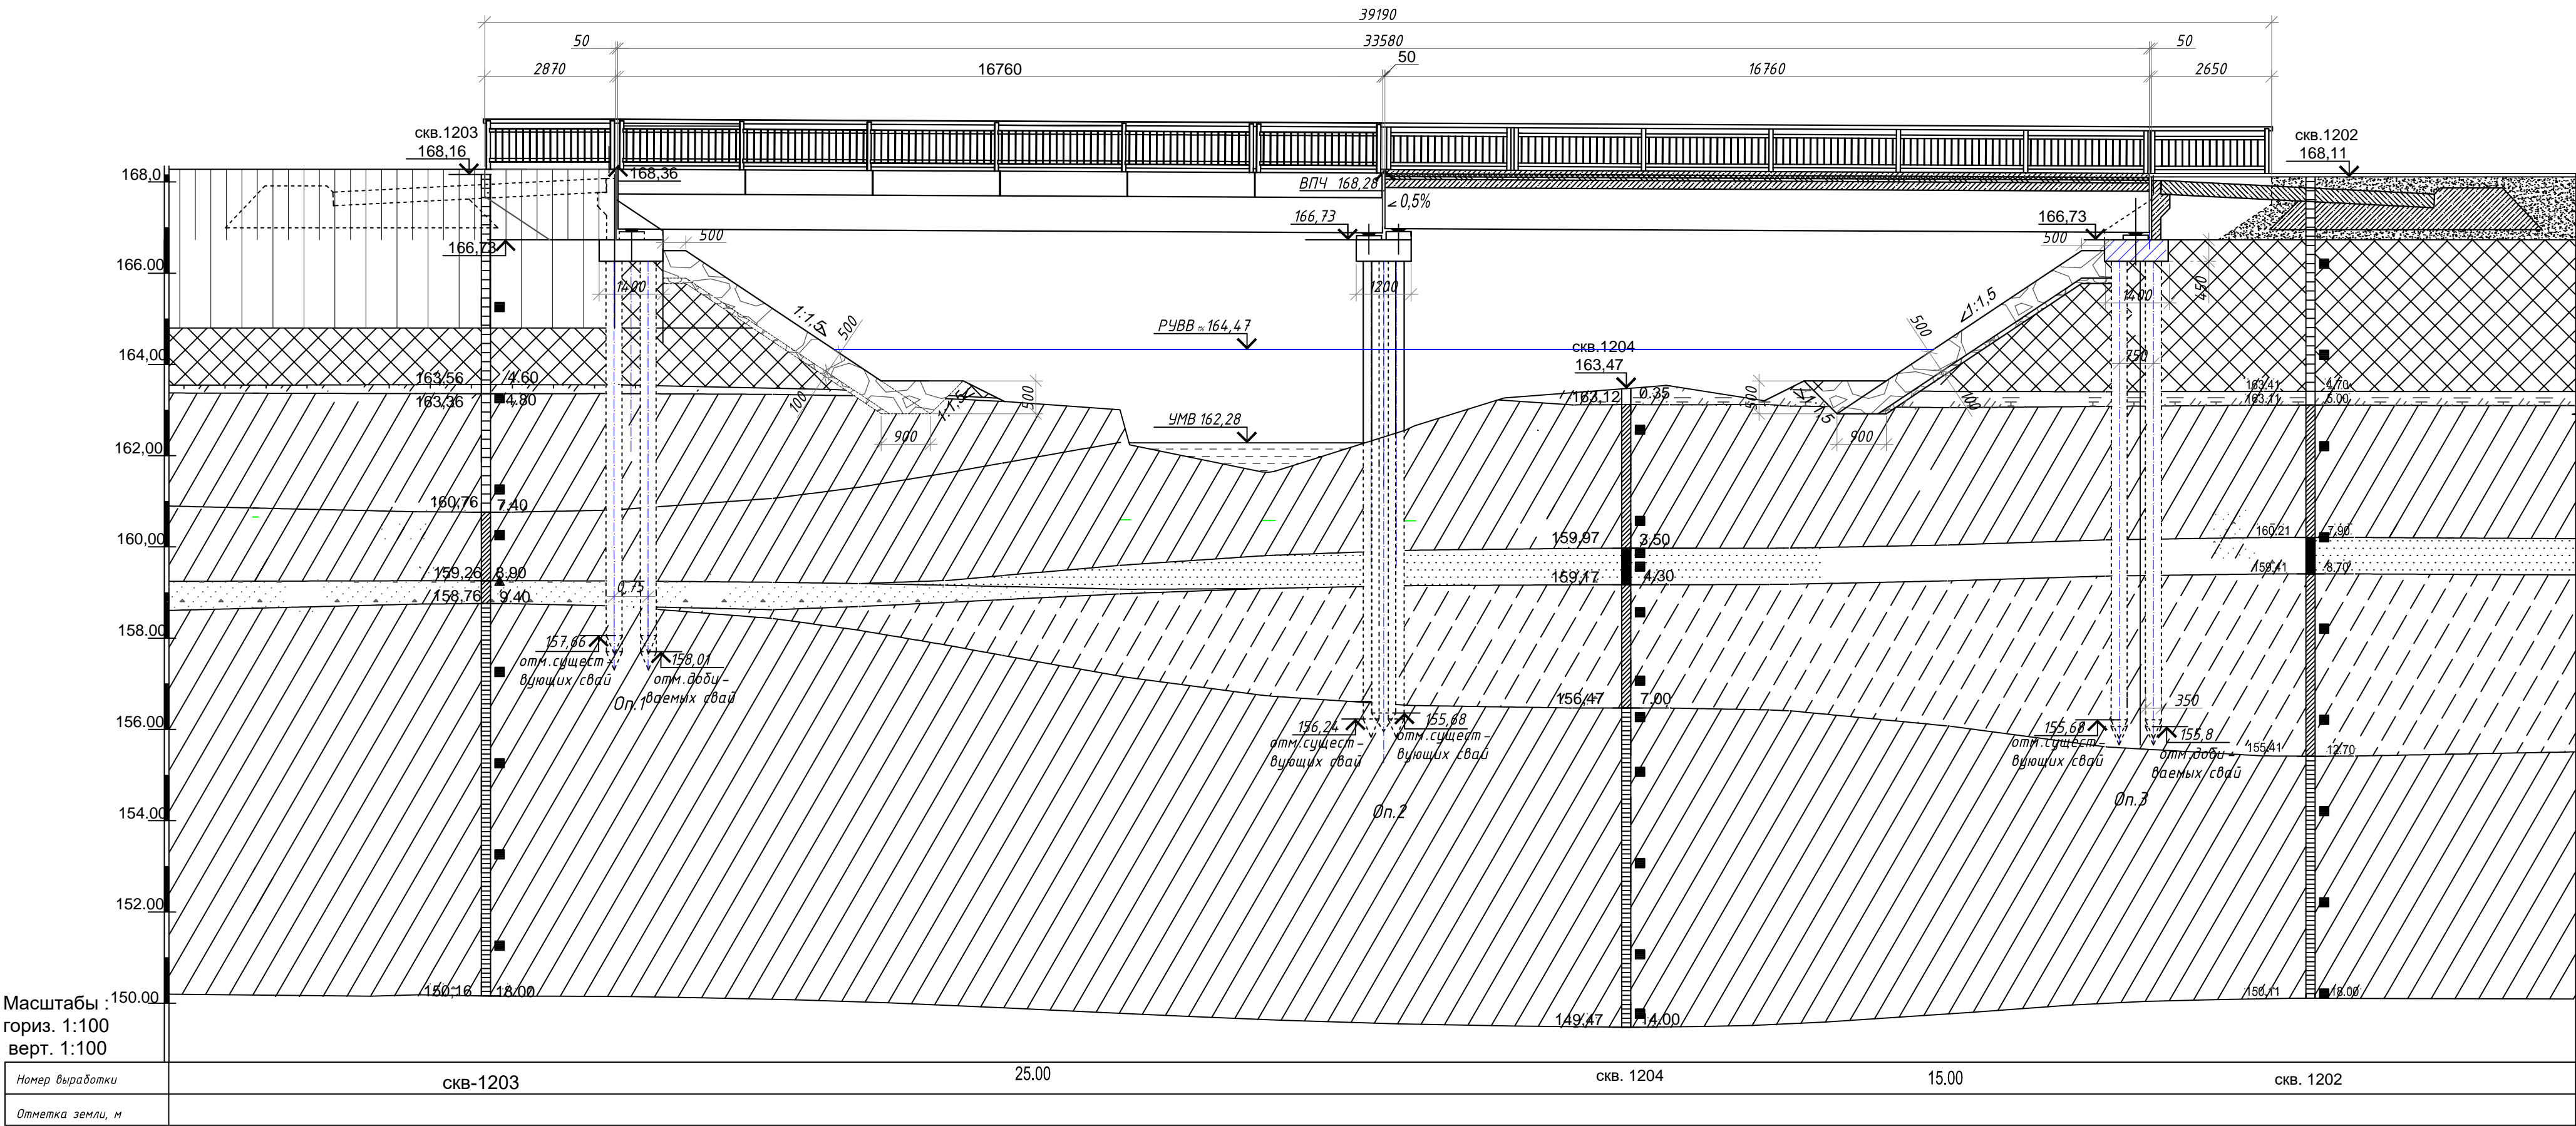 39190
50
33580
50
2870
16760
50
16760
2650
скв.1203
168,16
скв.1202
168,11
168,0
168,36
ВПЧ 168,28
0,5%
166,73
500
166,73
166,73
500
166.00
1400
1200
1400
450
1:1,5
500
РУВВ 164,47
1:1,5
500
скв.1204
163,47
164,00
750
163,56 4.60
163,36 4.80
100
1:1,5
500
163,12 0.35
500
1:1,5
100
163,41 4.70
163.11 5.00
900
УМВ 162,28
900
162,00
160,76 7.40
160,00
159,97 3.50
160.21 7.90
159,26 8.90
158,76 9.40
0,75
159,17 4.30
159.41 8.70
158.00
157,66
отм.сущест-
вующих свай
158,01
отм.доби-
ваемых свай
Оп.1
156,47 7.00
350
156.00
156,24
отм.сущест-
вующих свай
155,68
отм.сущест-
вующих свай
155,68
отм.сущест-
вующих свай
155,8
отм.доби-
ваемых свай
155,41 12.70
Оп.2
Оп.3
154.00
152.00
150.00
150,16 18.00
149,47 14.00
150,11 18.00
Масштабы :
гориз. 1:100
верт. 1:100
Номер выработки
скв-1203
25.00
скв. 1204
15.00
скв. 1202
Отметка земли, м